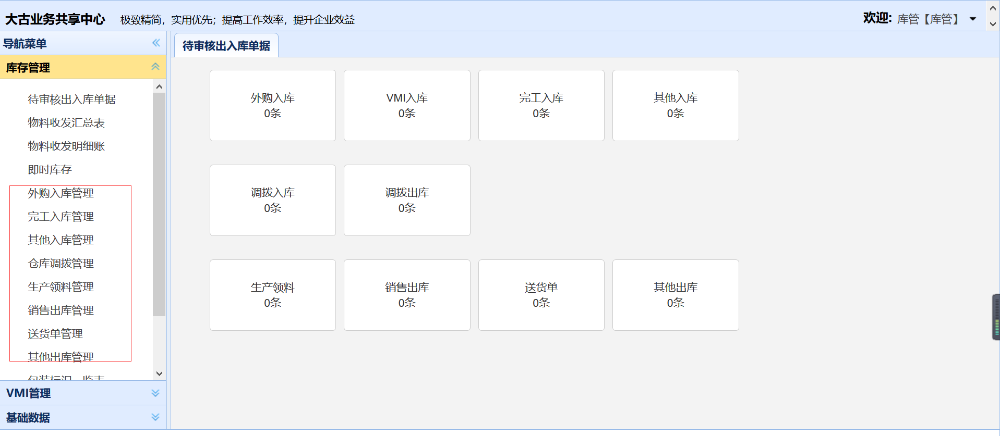 大古业务共享中心 极致精简，实用优先；提高工作效率，提升企业效益
欢迎: 库管【库管】
导航菜单
库存管理
待审核出入库单据
物料收发汇总表
物料收发明细账
即时库存
外购入库管理
完工入库管理
其他入库管理
仓库调拨管理
生产领料管理
销售出库管理
送货单管理
其他出库管理
包装标识一览表
VMI管理
基础数据
待审核出入库单据
外购入库
0条
VMI入库
0条
完工入库
0条
其他入库
0条
调拨入库
0条
调拨出库
0条
生产领料
0条
销售出库
0条
送货单
0条
其他出库
0条